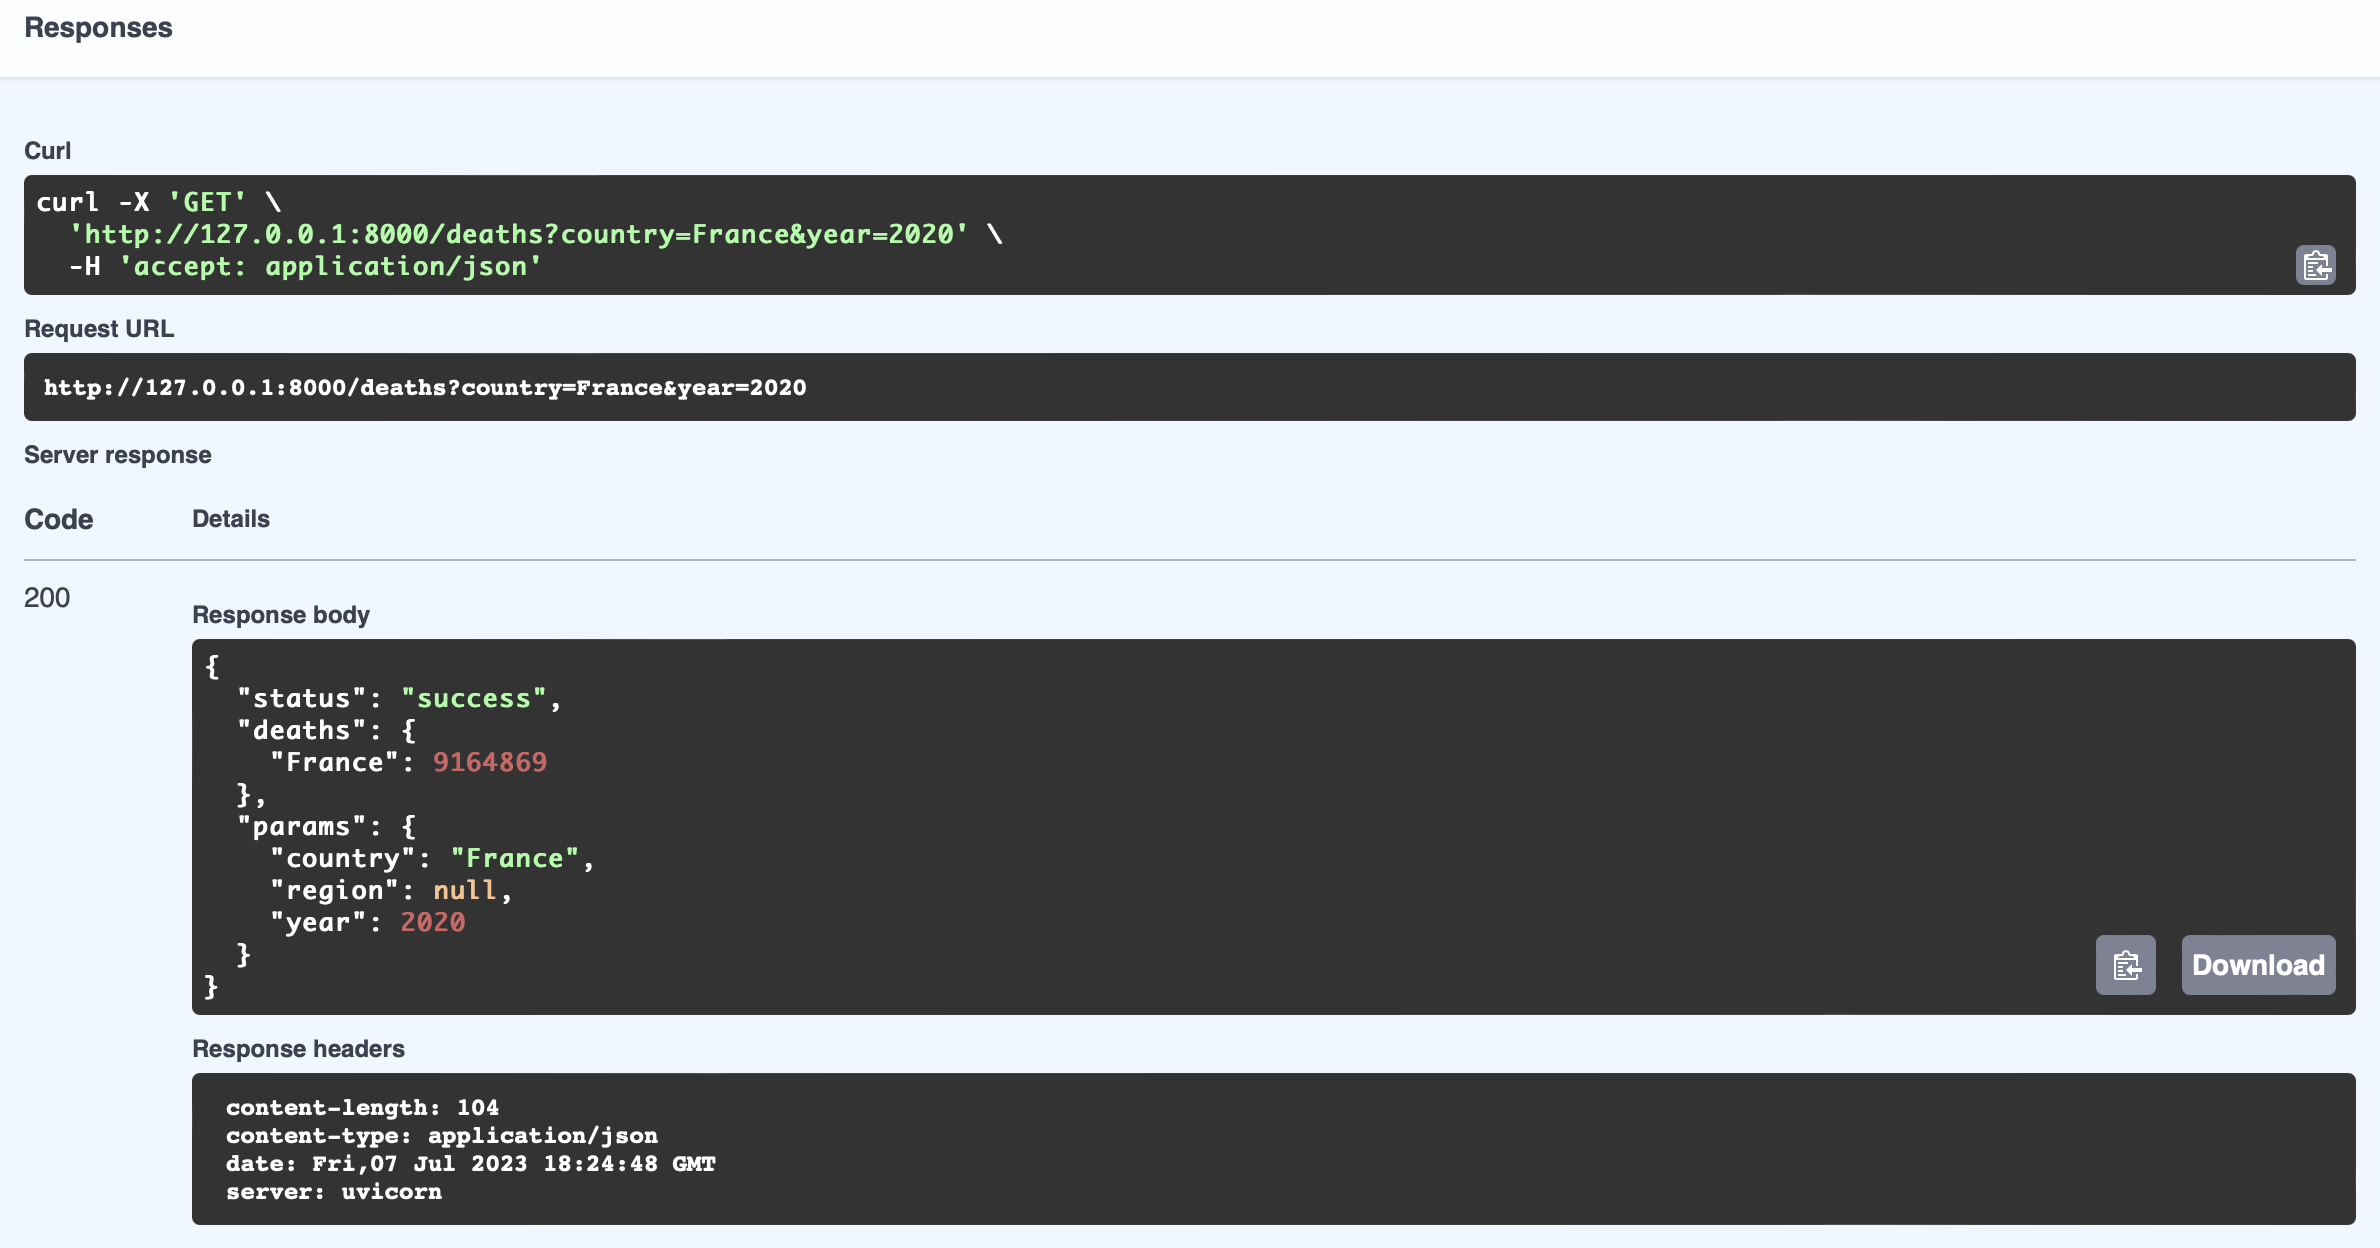 Responses
Curl
curl -X 'GET' \
  'http://127.0.0.1:8000/deaths?country=France&year=2020' \
  -H 'accept: application/json'
Request URL
http://127.0.0.1:8000/deaths?country=France&year=2020
Server response
Code Details
200
Response body
{
  "status": "success",
  "deaths": {
    "France": 9164869
  },
  "params": {
    "country": "France",
    "region": null,
    "year": 2020
  }
}
Download
Response headers
content-length: 104
content-type: application/json
date: Fri,07 Jul 2023 18:24:48 GMT
server: uvicorn